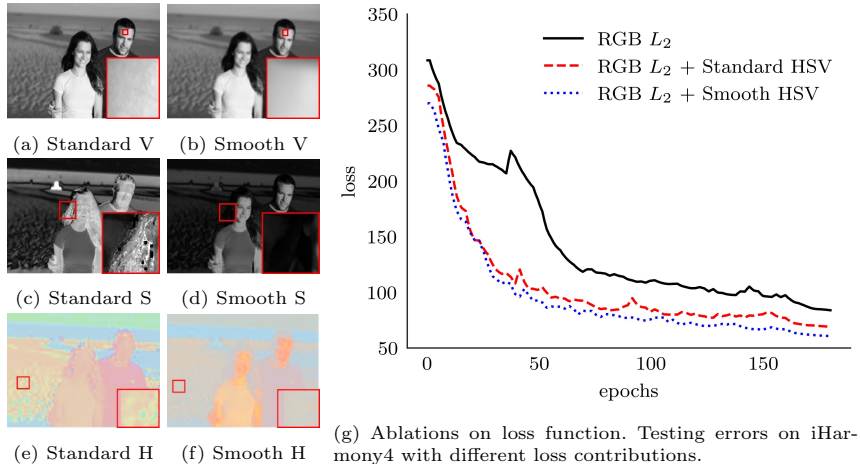 (a) Standard V
(b) Smooth V
(c) Standard S
(d) Smooth S
(e) Standard H
(f) Smooth H
350
300
250
200
150
100
50
loss
0
50
100
150
epochs
RGB L2
RGB L2 + Standard HSV
RGB L2 + Smooth HSV
(g) Ablations on loss function. Testing errors on iHar-
mony4 with different loss contributions.